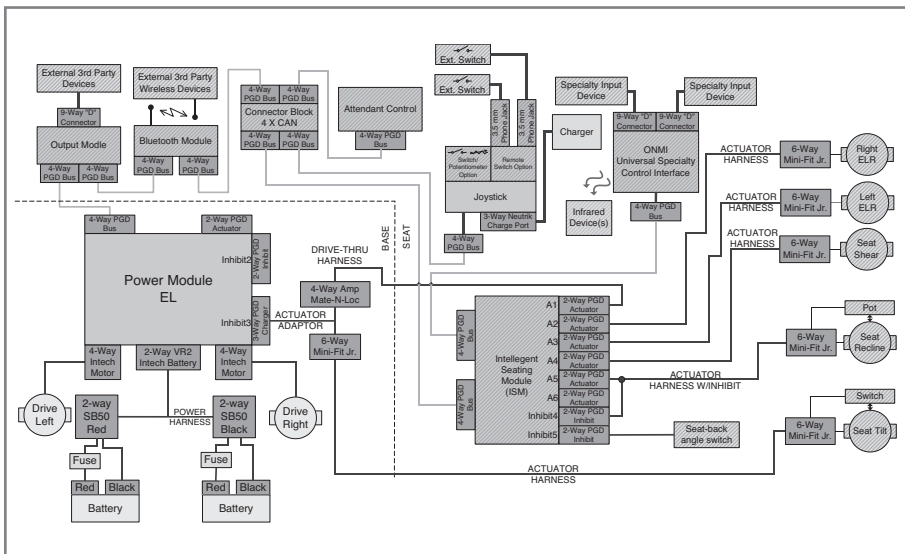 External 3rd Party
Devices
External 3rd Party
Wireless Devices
9-Way "D"
Connector
Output Modle
4-Way
PGD Bus
4-Way
PGD Bus
Bluetooth Module
4-Way
PGD Bus
4-Way
PGD Bus
4-Way
PGD Bus
4-Way
PGD Bus
Connector Block
4 X CAN
4-Way
PGD Bus
4-Way
PGD Bus
Attendant Control
4-Way PGD
Bus
Ext. Switch
Ext. Switch
3.5 mm
Phone Jack
3.5 mm
Phone Jack
Switch/
Potentiometer
Option
Remote
Switch Option
Joystick
3-Way Neutrik
Charge Port
4-Way
PGD Bus
Charger
Specialty Input
Device
Specialty Input
Device
9-Way "D"
Connector
9-Way "D"
Connector
ONMI
Universal Specialty
Control Interface
4-Way PGD
Bus
Infrared
Device(s)
ACTUATOR
HARNESS
6-Way
Mini-Fit Jr.
Right
ELR
ACTUATOR
HARNESS
6-Way
Mini-Fit Jr.
Left
ELR
ACTUATOR
HARNESS
6-Way
Mini-Fit Jr.
Seat
Shear
BASE
SEAT
4-Way PGD
Bus
2-Way PGD
Actuator
Power Module
EL
Inhibit2
2-Way PGD
Inhibit
Inhibit3
3-Way PGD
Charger
4-Way
Intech
Motor
2-Way VR2
Intech Battery
4-Way
Intech
Motor
DRIVE-THRU
HARNESS
4-Way Amp
Mate-N-Loc
ACTUATOR
ADAPTOR
6-Way
Mini-Fit Jr.
4-Way PGD
Bus
4-Way PGD
Bus
Intellegent
Seating
Module
(ISM)
A1
2-Way PGD
Actuator
A2
2-Way PGD
Actuator
A3
2-Way PGD
Actuator
A4
2-Way PGD
Actuator
A5
2-Way PGD
Actuator
A6
2-Way PGD
Actuator
Inhibit4
2-Way PGD
Inhibit
Inhibit5
2-Way PGD
Inhibit
ACTUATOR
HARNESS W/INHIBIT
Pot
6-Way
Mini-Fit Jr.
Seat
Recline
Seat-back
angle switch
Switch
6-Way
Mini-Fit Jr.
Seat Tilt
ACTUATOR
HARNESS
Drive
Left
2-way
SB50
Red
POWER
HARNESS
2-way
SB50
Black
Drive
Right
Fuse
Red
Black
Battery
Fuse
Red
Black
Battery